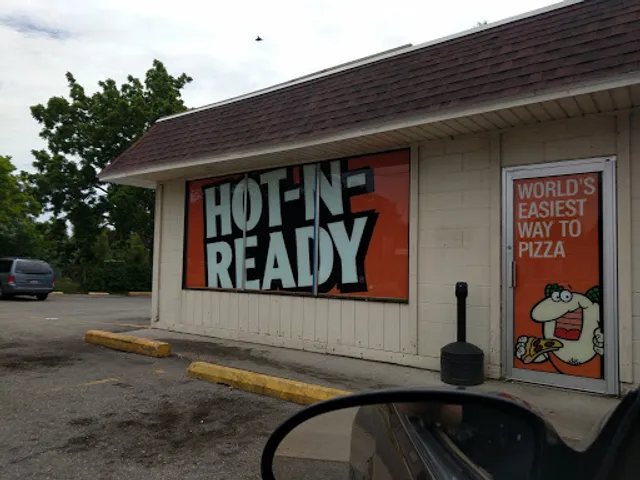 HOT-N-
READY
WORLD'S
EASIEST
WAY TO
PIZZA